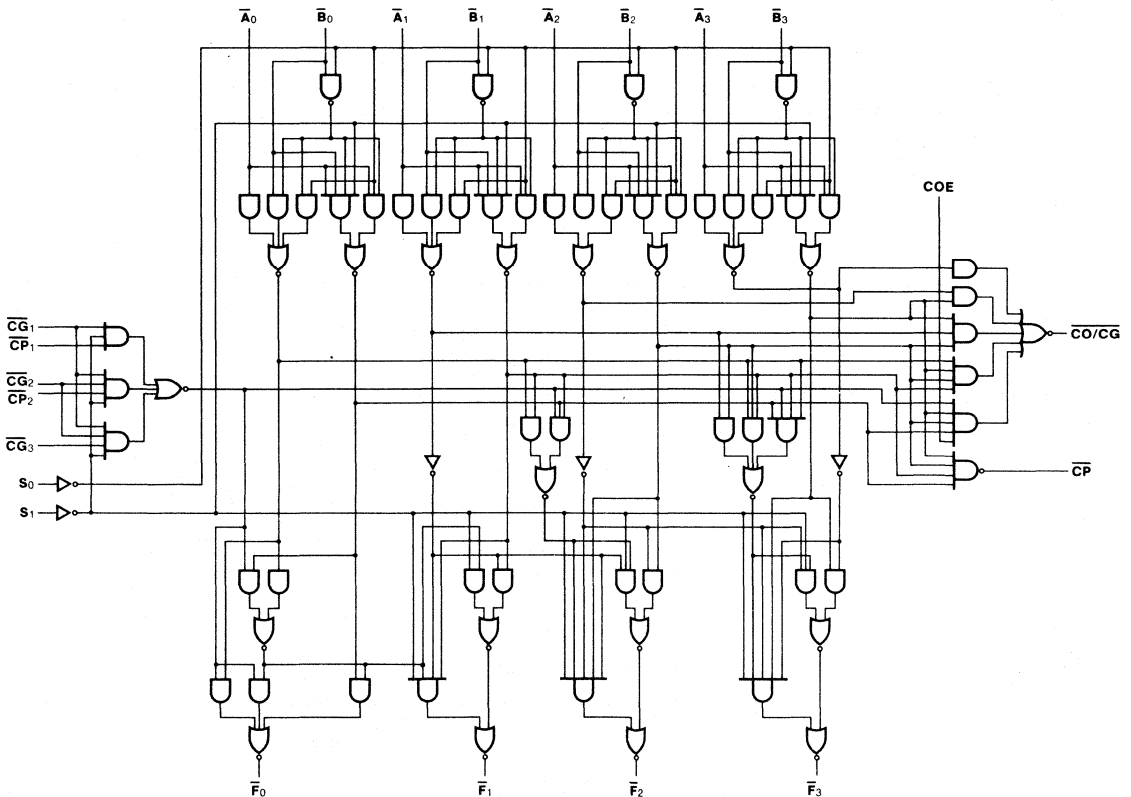 A̅0 B̅0 A̅1 B̅1 A̅2 B̅2 A̅3 B̅3
COE
C̅G̅1
C̅P̅1
C̅O̅/C̅G̅
C̅G̅2
C̅P̅2
C̅G̅3
C̅P̅
S0
S1
F̅0 F̅1 F̅2 F̅3